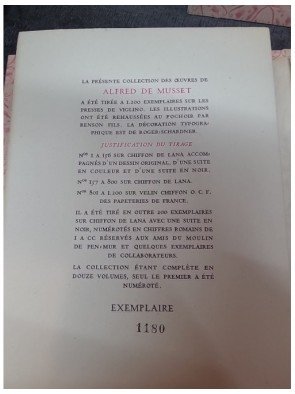 LA PRÉSENTE COLLECTION DES ŒUVRES DE
ALFRED DE MUSSET
A ÉTÉ TIRÉE A 1.200 EXEMPLAIRES SUR LES
PRESSES DE VIGLINO. LES ILLUSTRATIONS
ONT ÉTÉ REHAUSSÉES AU POCHOIR PAR
BENSON FILS. LA DÉCORATION TYPOGRA-
PHIQUE EST DE ROGER-SCHARDNER.
JUSTIFICATION DU TIRAGE
Nos 1 A 156 SUR CHIFFON DE LANA ACCOM-
PAGNÉS D'UN DESSIN ORIGINAL, D'UNE SUITE
EN COULEUR ET D'UNE SUITE EN NOIR.
Nos 157 A 800 SUR CHIFFON DE LANA.
Nos 801 A 1.200 SUR VELIN CHIFFON D. C. F.
DES PAPETERIES DE FRANCE.
IL A ÉTÉ TIRÉ EN OUTRE 200 EXEMPLAIRES
SUR CHIFFON DE LANA AVEC UNE SUITE EN
NOIR, NUMÉROTÉS EN CHIFFRES ROMAINS DE
I A CC RÉSERVÉS AUX AMIS DU MOULIN
DE PEN-MUR ET QUELQUES EXEMPLAIRES
DE COLLABORATEURS.
LA COLLECTION ÉTANT COMPLÈTE EN
DOUZE VOLUMES, SEUL LE PREMIER A ÉTÉ
NUMÉROTÉ.
EXEMPLAIRE
1180